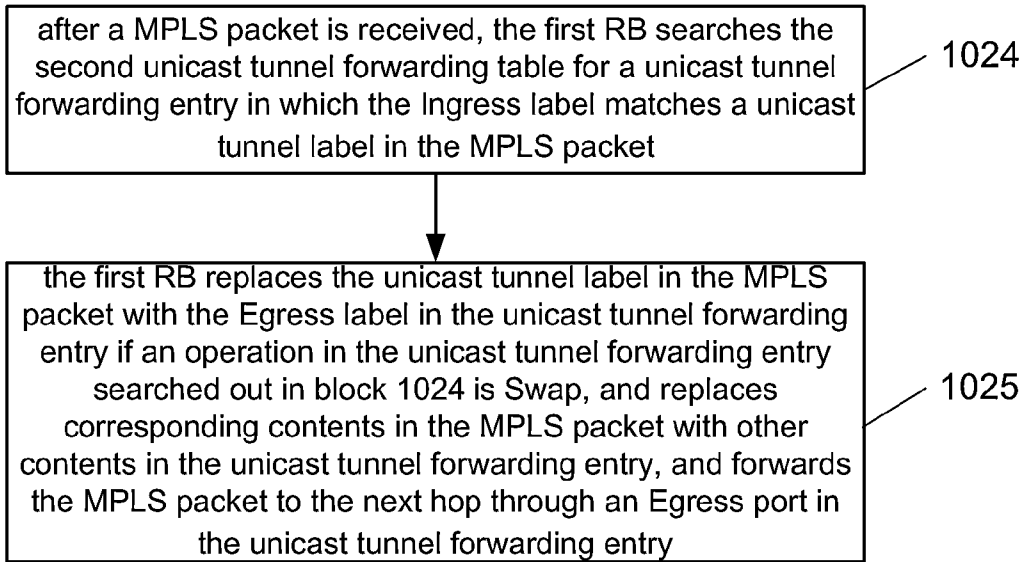 after a MPLS packet is received, the first RB searches the
second unicast tunnel forwarding table for a unicast tunnel
forwarding entry in which the Ingress label matches a unicast
tunnel label in the MPLS packet
1024
the first RB replaces the unicast tunnel label in the MPLS
packet with the Egress label in the unicast tunnel forwarding
entry if an operation in the unicast tunnel forwarding entry
searched out in block 1024 is Swap, and replaces
corresponding contents in the MPLS packet with other
contents in the unicast tunnel forwarding entry, and forwards
the MPLS packet to the next hop through an Egress port in
the unicast tunnel forwarding entry
1025